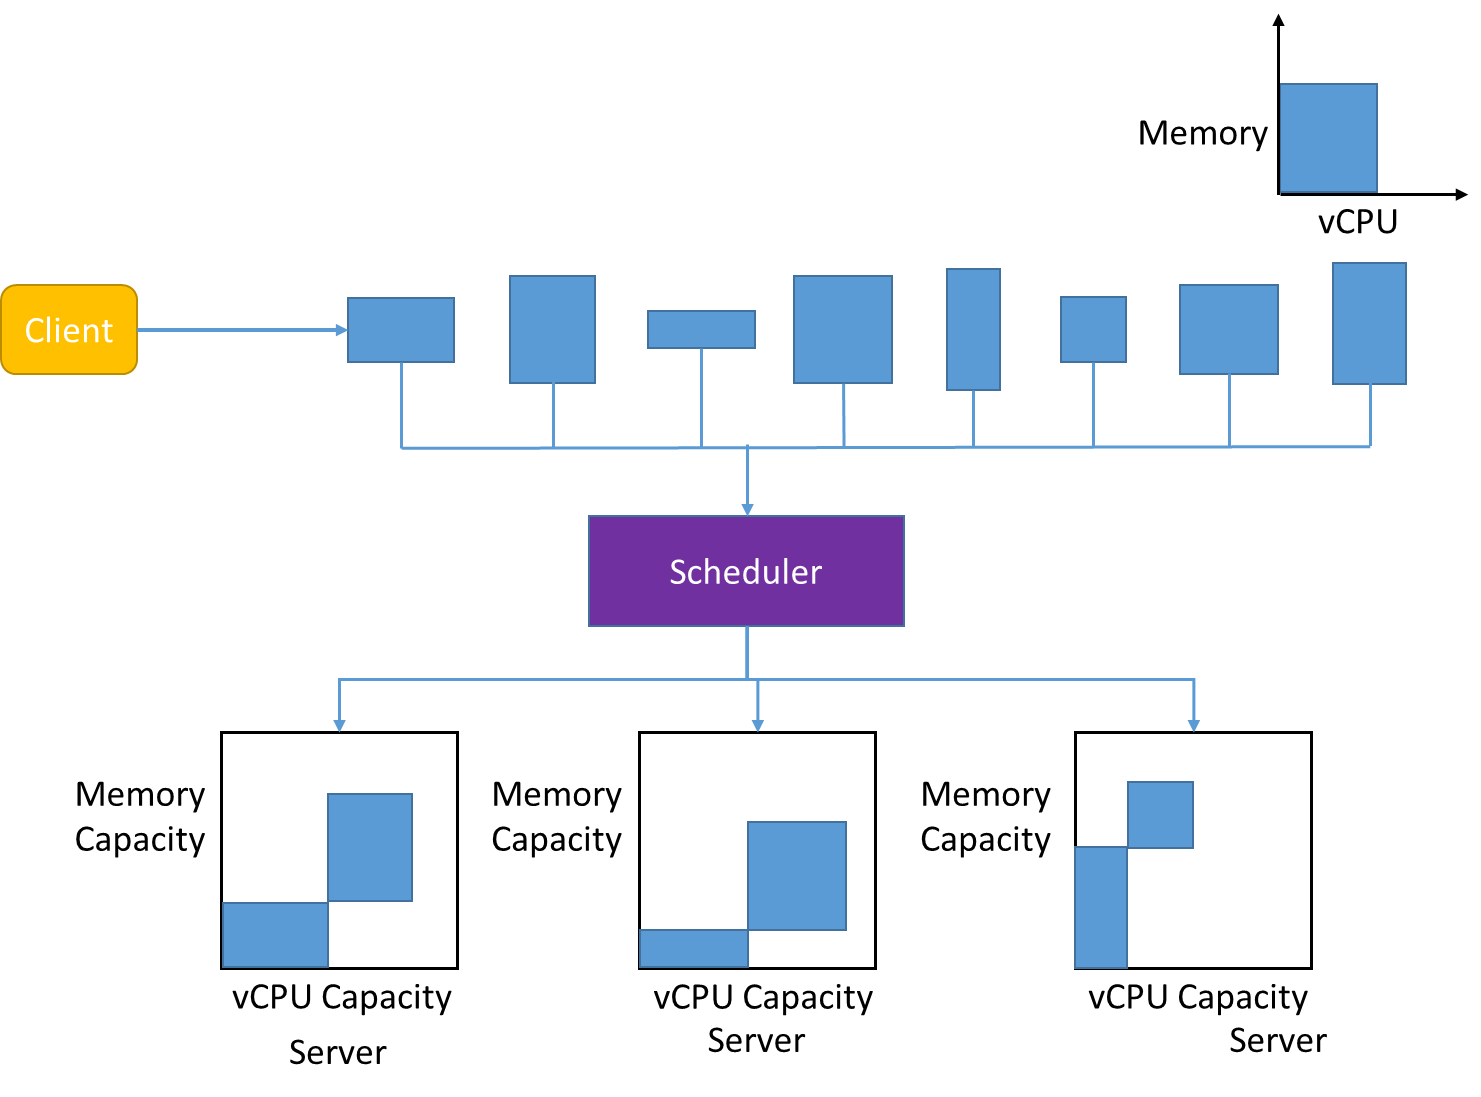 Memory
vCPU
Client
Scheduler
Memory
Capacity
vCPU Capacity
Server
Memory
Capacity
vCPU Capacity
Server
Memory
Capacity
vCPU Capacity
Server